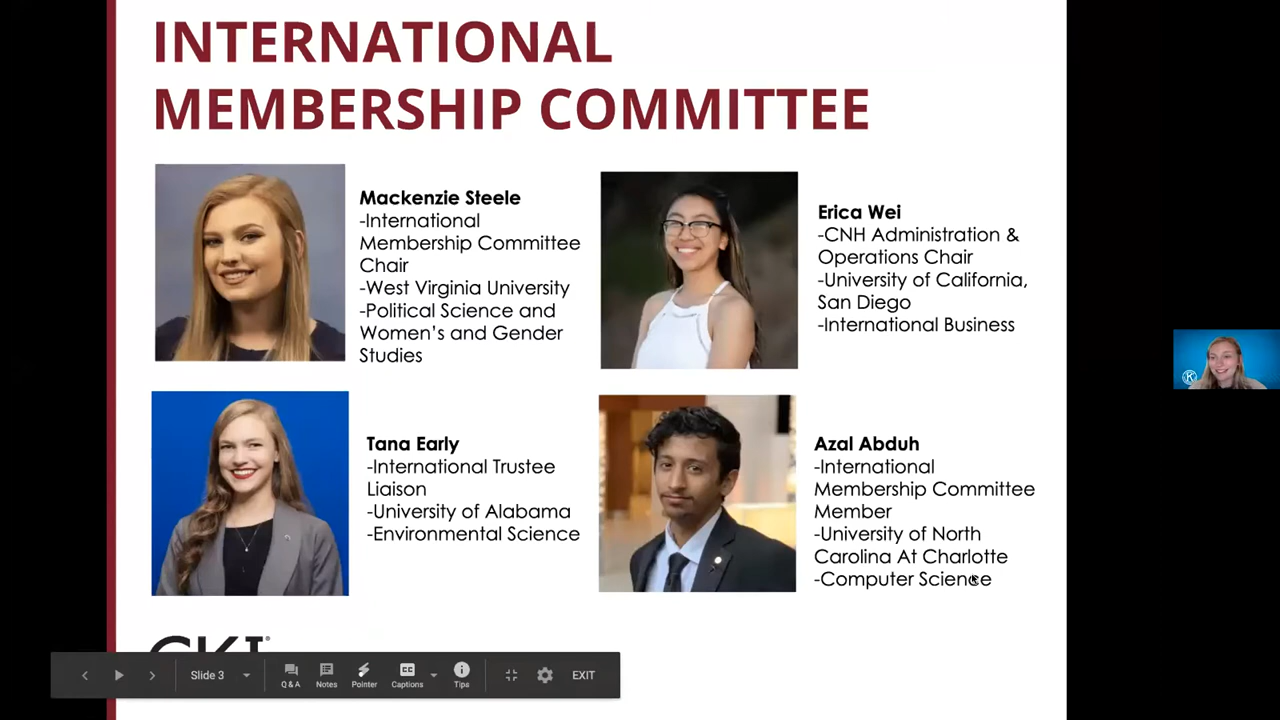 INTERNATIONAL
MEMBERSHIP COMMITTEE
Mackenzie Steele
-International
Membership Committee
Chair
-West Virginia University
-Political Science and
Women's and Gender
Studies
Erica Wei
-CNH Administration &
Operations Chair
-University of California,
San Diego
-International Business
Tana Early
-International Trustee
Liaison
-University of Alabama
-Environmental Science
Azal Abduh
-International
Membership Committee
Member
-University of North
Carolina At Charlotte
-Computer Science
CKI®
Slide 3
Q & A
Notes
Pointer
Captions
Tips
EXIT
K